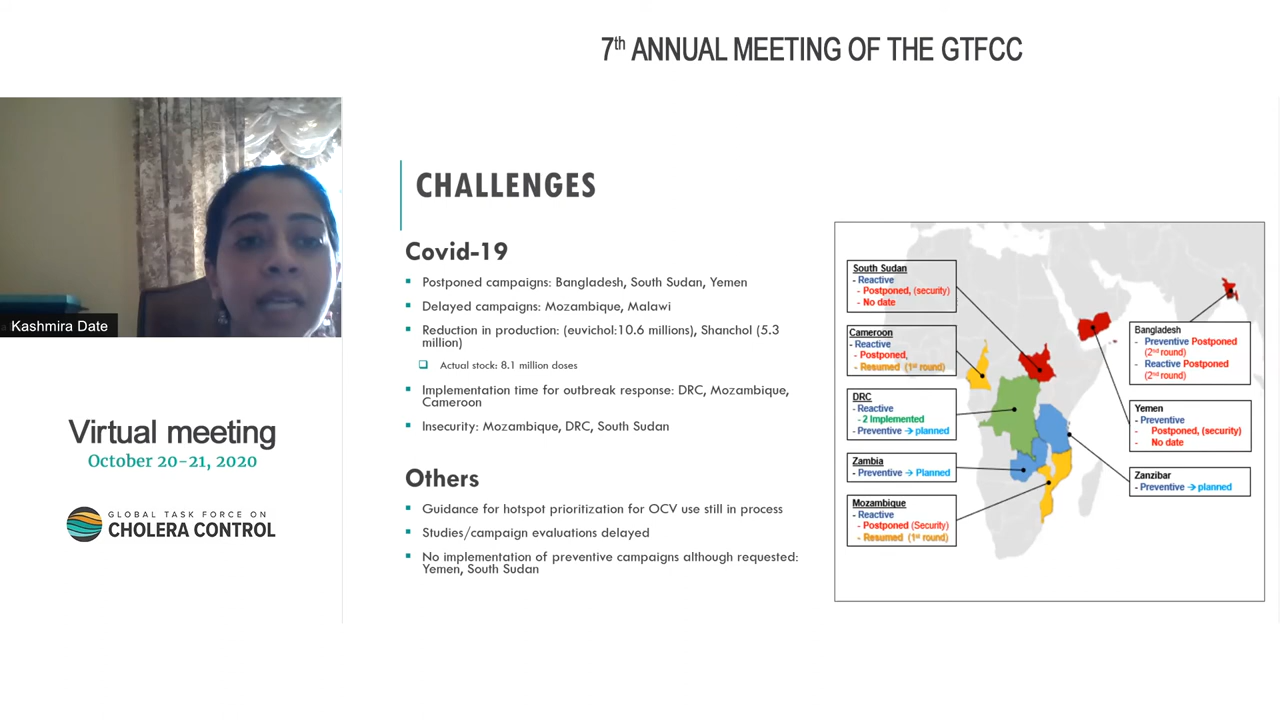 7th ANNUAL MEETING OF THE GTFCC
Kashmira Date
Virtual meeting
October 20-21, 2020
GLOBAL TASK FORCE ON
CHOLERA CONTROL
CHALLENGES
Covid-19
▪ Postponed campaigns: Bangladesh, South Sudan, Yemen
▪ Delayed campaigns: Mozambique, Malawi
▪ Reduction in production: (euvichol:10.6 millions), Shanchol (5.3
million)
❑ Actual stock: 8.1 million doses
▪ Implementation time for outbreak response: DRC, Mozambique,
Cameroon
▪ Insecurity: Mozambique, DRC, South Sudan
Others
▪ Guidance for hotspot prioritization for OCV use still in process
▪ Studies/campaign evaluations delayed
▪ No implementation of preventive campaigns although requested:
Yemen, South Sudan
South Sudan
- Reactive
- Postponed, (security)
- No date
Cameroon
- Reactive
- Postponed,
- Resumed (1st round)
DRC
- Reactive
- 2 Implemented
- Preventive → planned
Zambia
- Preventive → Planned
Mozambique
- Reactive
- Postponed (Security)
- Resumed (1st round)
Bangladesh
- Preventive Postponed
(2nd round)
- Reactive Postponed
(2nd round)
Yemen
- Preventive
- Postponed, (security)
- No date
Zanzibar
- Preventive → planned